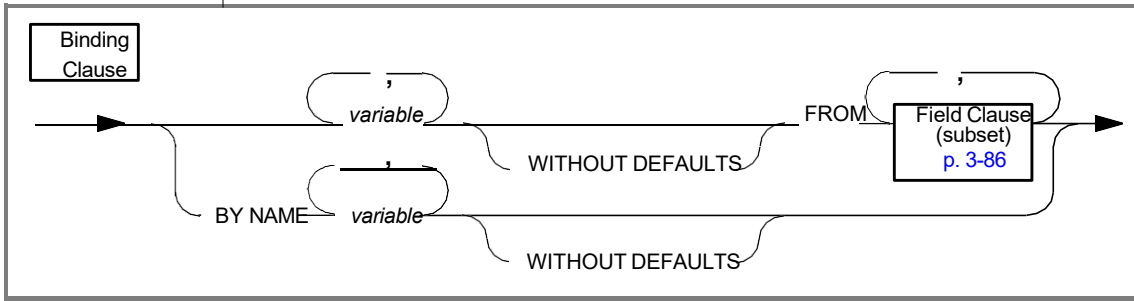 Binding
Clause
,
variable
WITHOUT DEFAULTS
FROM
,
Field Clause
(subset)
p. 3-86
BY NAME
,
variable
WITHOUT DEFAULTS